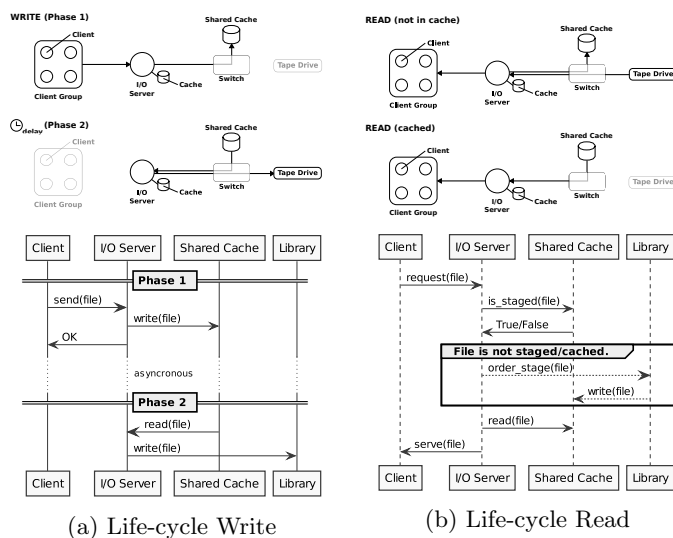 WRITE (Phase 1)
Client
Shared Cache
Client Group
I/O
Server
Cache
Switch
Tape Drive
delay (Phase 2)
Client
Shared Cache
Client Group
I/O
Server
Cache
Switch
Tape Drive
Client
I/O Server
Shared Cache
Library
Phase 1
send(file)
write(file)
OK
asyncronous
Phase 2
read(file)
write(file)
Client
I/O Server
Shared Cache
Library
(a) Life-cycle Write
READ (not in cache)
Client
Shared Cache
Client Group
I/O
Server
Cache
Switch
Tape Drive
READ (cached)
Client
Shared Cache
Client Group
I/O
Server
Cache
Switch
Tape Drive
Client
I/O Server
Shared Cache
Library
request(file)
is_staged(file)
True/False
File is not staged/cached.
order_stage(file)
write(file)
read(file)
serve(file)
Client
I/O Server
Shared Cache
Library
(b) Life-cycle Read